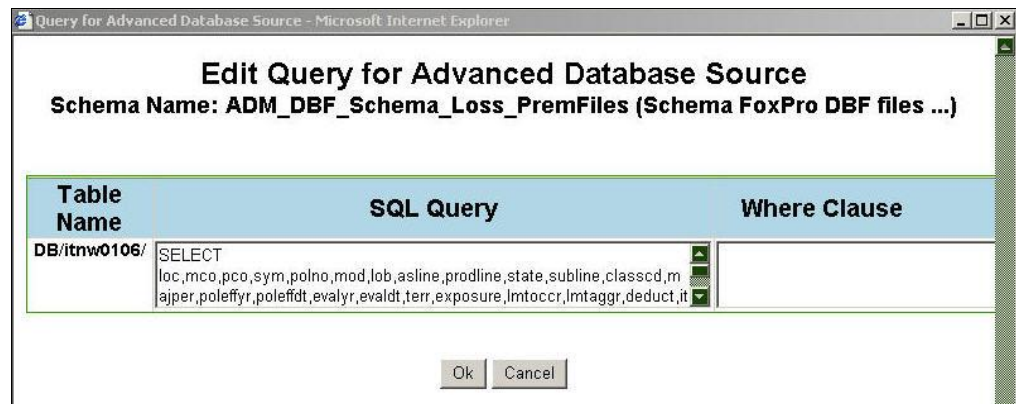 Query for Advanced Database Source - Microsoft Internet Explorer
Edit Query for Advanced Database Source
Schema Name: ADM_DBF_Schema_Loss_PremFiles (Schema FoxPro DBF files ...)
Table
Name
SQL Query
Where Clause
DB/itnw0106/
SELECT
loc,mco,pco,sym,polno,mod,lob,asline,prodline,state,subline,classcd,m
ajper,poleffyr,poleffdt,evalyr,evaldt,terr,exposure,lmtoccr,lmtaggr,deduct,it
Ok
Cancel